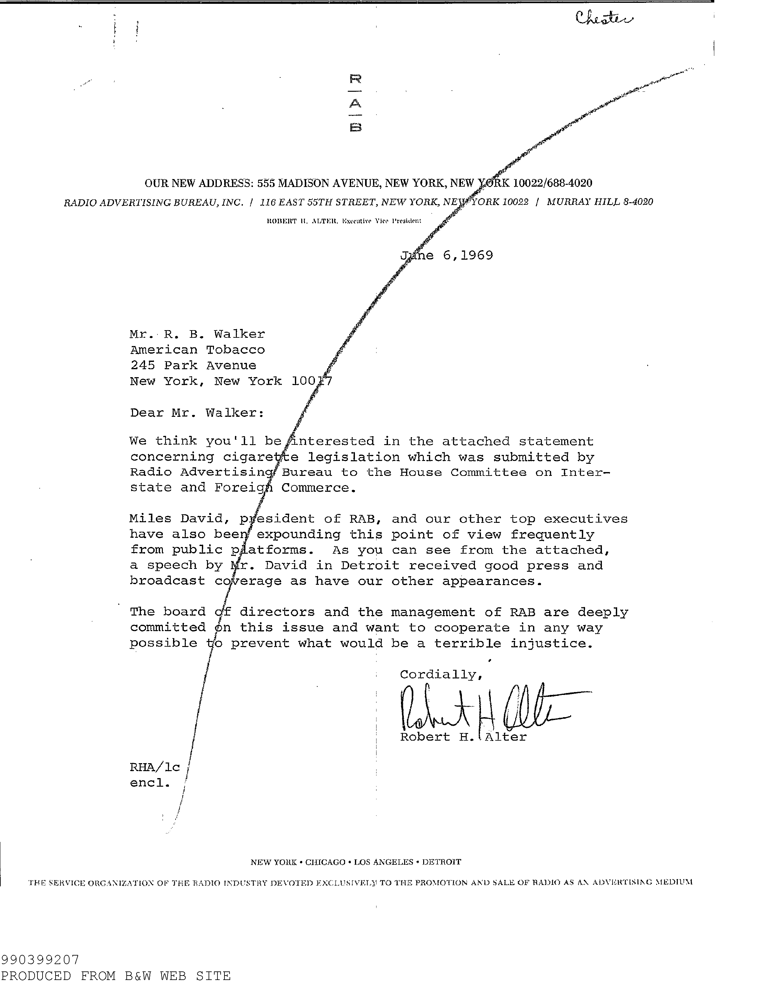 Chester
R
A
B
OUR NEW ADDRESS: 555 MADISON AVENUE, NEW YORK, NEW YORK 10022/688-4020
RADIO ADVERTISING BUREAU, INC. / 116 EAST 55TH STREET, NEW YORK, NEW YORK 10022 / MURRAY HILL 8-4020
ROBERT H. ALTER, Executive Vice President
June 6,1969
Mr. R. B. Walker
American Tobacco
245 Park Avenue
New York, New York 10017
Dear Mr. Walker:
We think you'll be interested in the attached statement
concerning cigarette legislation which was submitted by
Radio Advertising Bureau to the House Committee on Inter-
state and Foreign Commerce.
Miles David, president of RAB, and our other top executives
have also been expounding this point of view frequently
from public platforms.  As you can see from the attached,
a speech by Mr. David in Detroit received good press and
broadcast coverage as have our other appearances.
The board of directors and the management of RAB are deeply
committed on this issue and want to cooperate in any way
possible to prevent what would be a terrible injustice.
Cordially,
Robert H Alter
Robert H. Alter
RHA/lc
encl.
NEW YORK • CHICAGO • LOS ANGELES • DETROIT
THE SERVICE ORGANIZATION OF THE RADIO INDUSTRY DEVOTED EXCLUSIVELY TO THE PROMOTION AND SALE OF RADIO AS AN ADVERTISING MEDIUM
990399207
PRODUCED FROM B&W WEB SITE